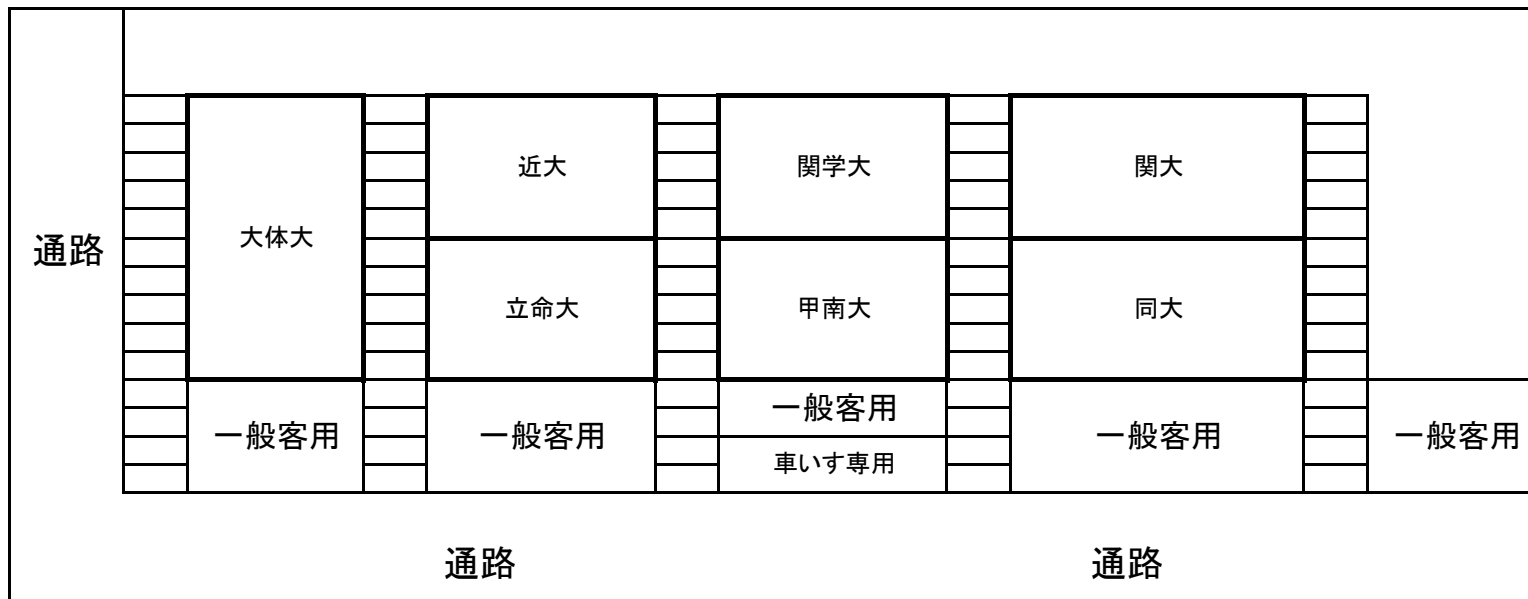 近大
関学大
関大
通路
大体大
立命大
甲南大
同大
一般客用
一般客用
一般客用
車いす専用
一般客用
一般客用
通路
通路